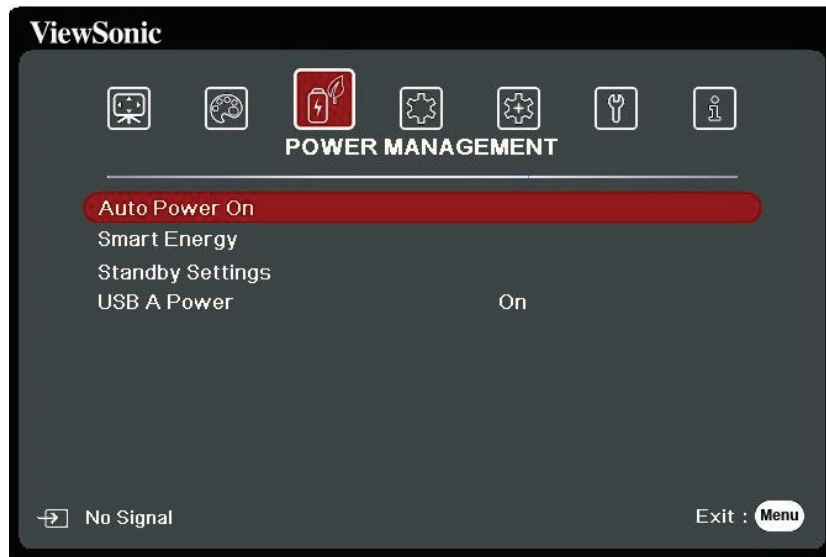 ViewSonic
POWER MANAGEMENT
Auto Power On
Smart Energy
Standby Settings
USB A Power On
No Signal Exit : Menu